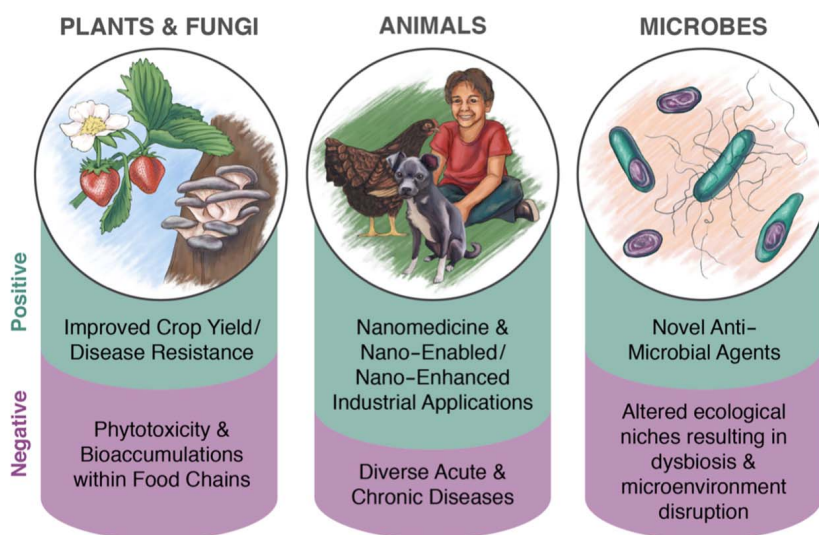 PLANTS & FUNGI
ANIMALS
MICROBES
Positive
Negative
Improved Crop Yield/
Disease Resistance
Phytotoxicity &
Bioaccumulations
within Food Chains
Nanomedicine &
Nano-Enabled/
Nano-Enhanced
Industrial Applications
Diverse Acute &
Chronic Diseases
Novel Anti-
Microbial Agents
Altered ecological
niches resulting in
dysbiosis &
microenvironment
disruption